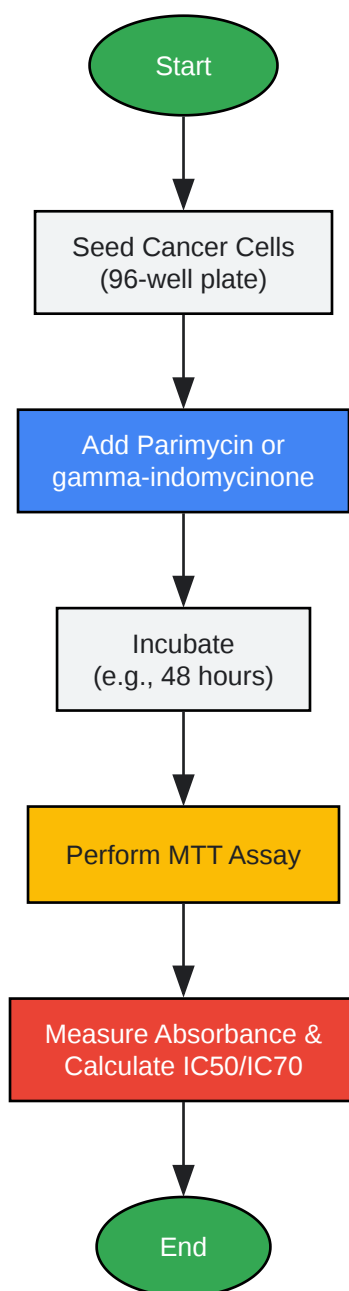 Start
Seed Cancer Cells
(96-well plate)
Add Parimycin or
gamma-indomycinone
Incubate
(e.g., 48 hours)
Perform MTT Assay
Measure Absorbance &
Calculate IC50/IC70
End